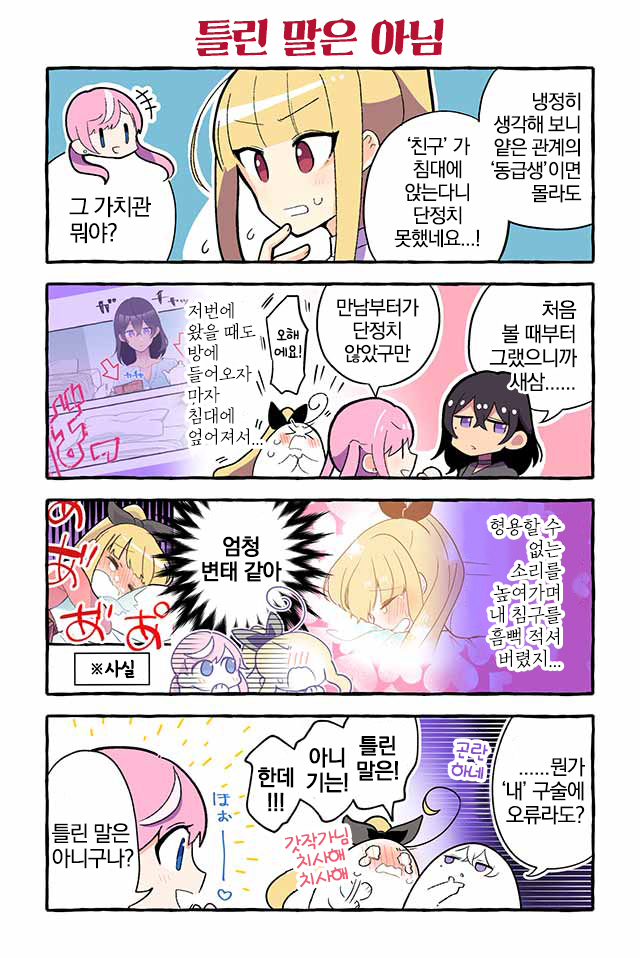 틀린 말은 아님
냉정히
생각해 보니
얕은 관계의
‘동급생’이면
몰라도
‘친구’ 가
침대에
앉는다니
단정치
못했네요...!
그 가치관
뭐야?
처음
볼 때부터
그랬으니까
새삼……
만남부터가
단정치
않았구만
오해
에요!
저번에
왔을 때도
방에
들어오자
마자
침대에
엎어져서...
형용할 수
없는
소리를
높여가며
내 침구를
흠뻑 적셔
버렸지...
엄청
변태 같아
あ゙あ゙
あ゙あ゚
※사실
……뭔가
‘내’ 구술에
오류라도?
곤란
하네
틀린
말은!
아니
기는!
한데
!!!
갓작가님
치사해
치사해
ほぉー
틀린 말은
아니구나?